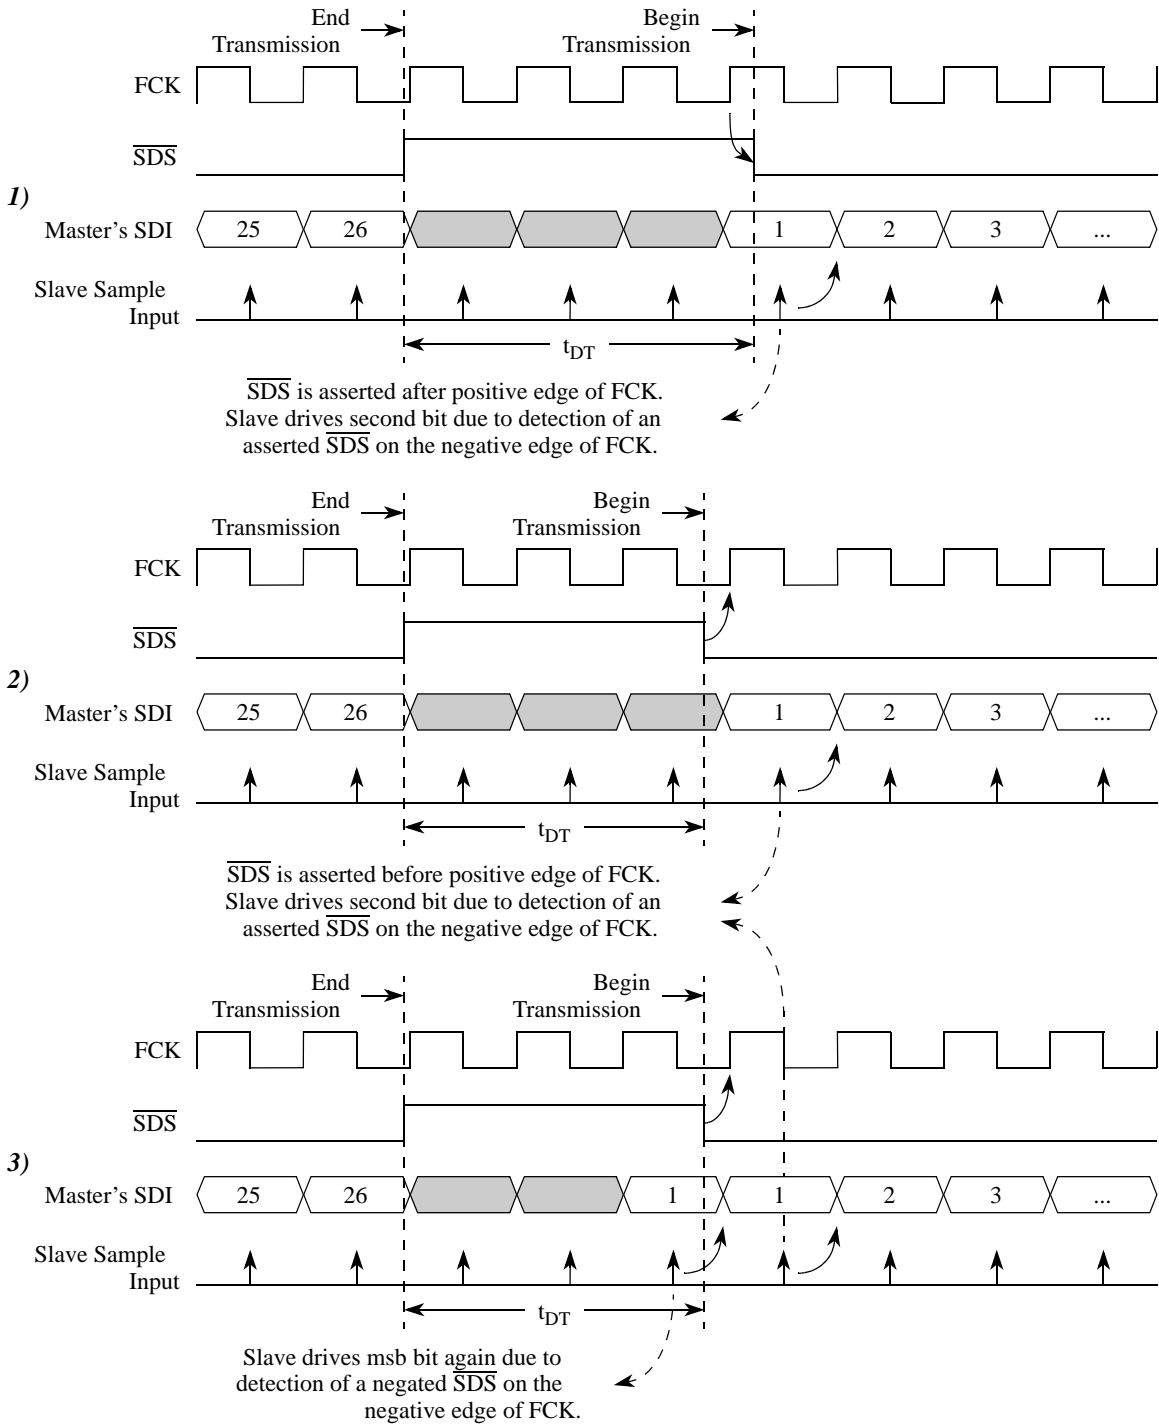 End
Transmission
Begin
Transmission
FCK
SDS
1)
Master's SDI
25 26 1 2 3 ...
Slave Sample
Input
tDT
SDS is asserted after positive edge of FCK.
Slave drives second bit due to detection of an
asserted SDS on the negative edge of FCK.
End
Transmission
Begin
Transmission
FCK
SDS
2)
Master's SDI
25 26 1 2 3 ...
Slave Sample
Input
tDT
SDS is asserted before positive edge of FCK.
Slave drives second bit due to detection of an
asserted SDS on the negative edge of FCK.
End
Transmission
Begin
Transmission
FCK
SDS
3)
Master's SDI
25 26 1 1 2 3 ...
Slave Sample
Input
tDT
Slave drives msb bit again due to
detection of a negated SDS on the
negative edge of FCK.